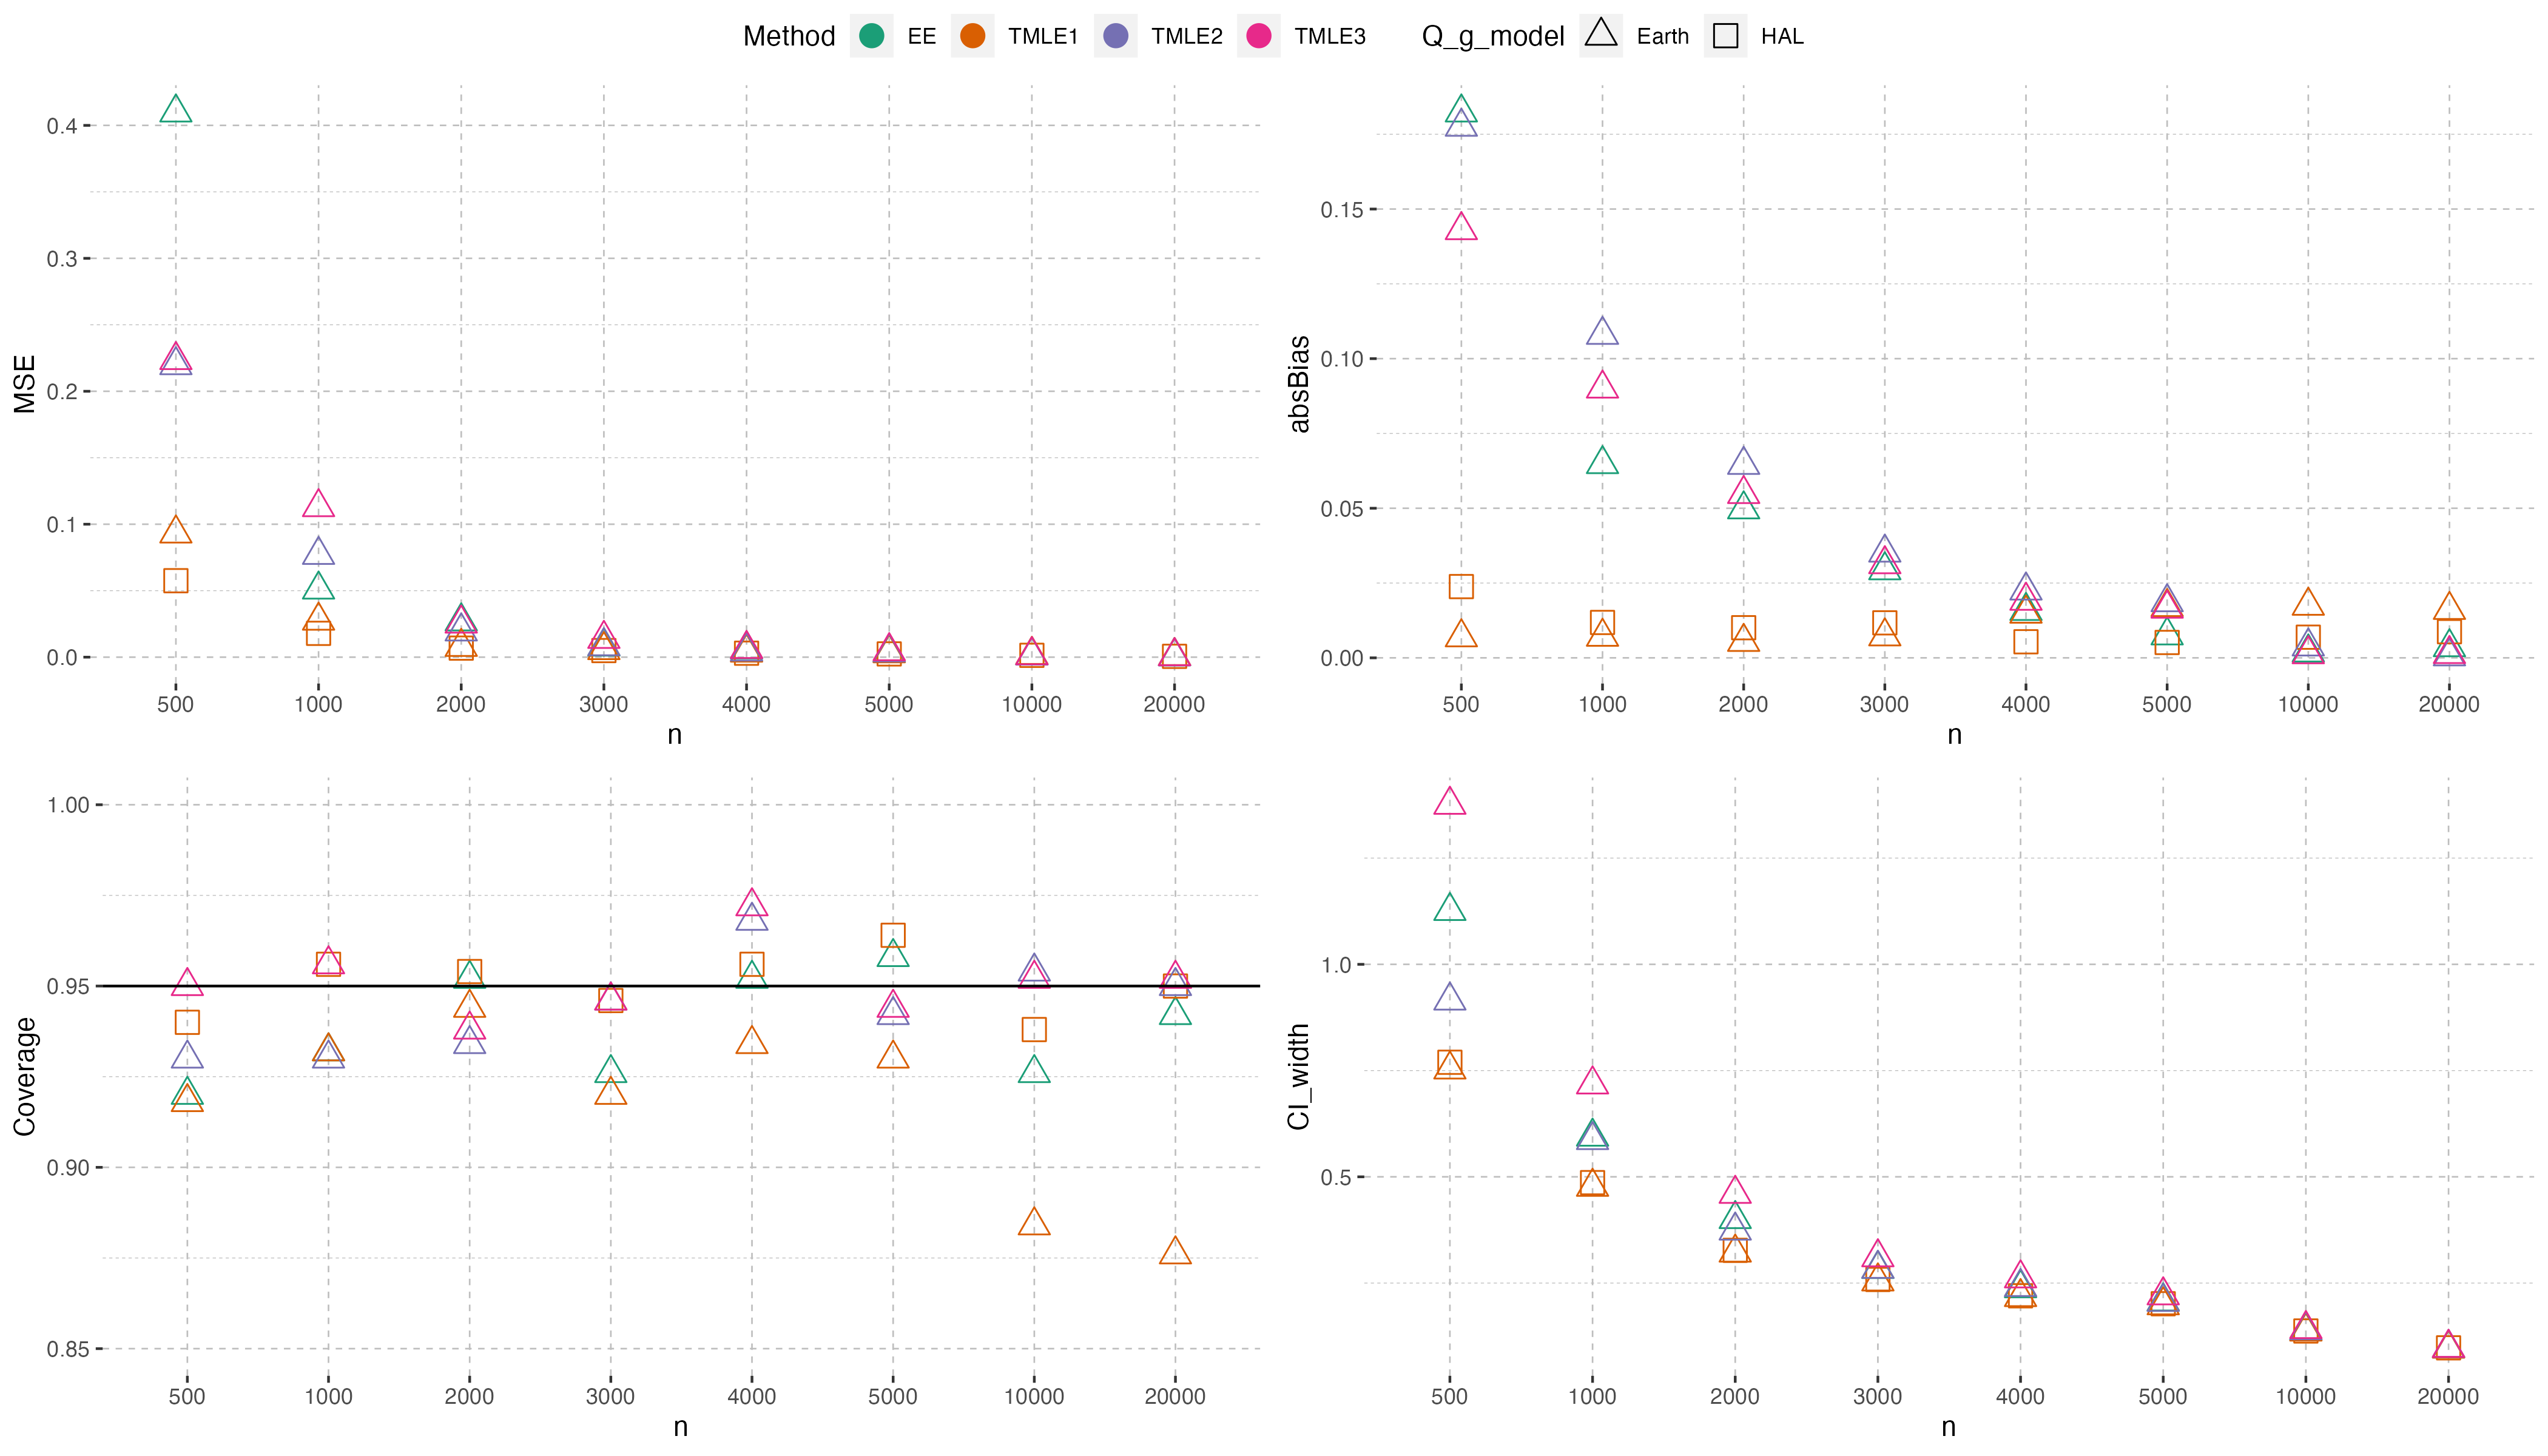 Method EE TMLE1 TMLE2 TMLE3 Q_g_model Earth HAL
MSE
0.4
0.3
0.2
0.1
0.0
500 1000 2000 3000 4000 5000 10000 20000
n
absBias
0.15
0.10
0.05
0.00
500 1000 2000 3000 4000 5000 10000 20000
n
Coverage
1.00
0.95
0.90
0.85
500 1000 2000 3000 4000 5000 10000 20000
n
CI_width
1.0
0.5
500 1000 2000 3000 4000 5000 10000 20000
n